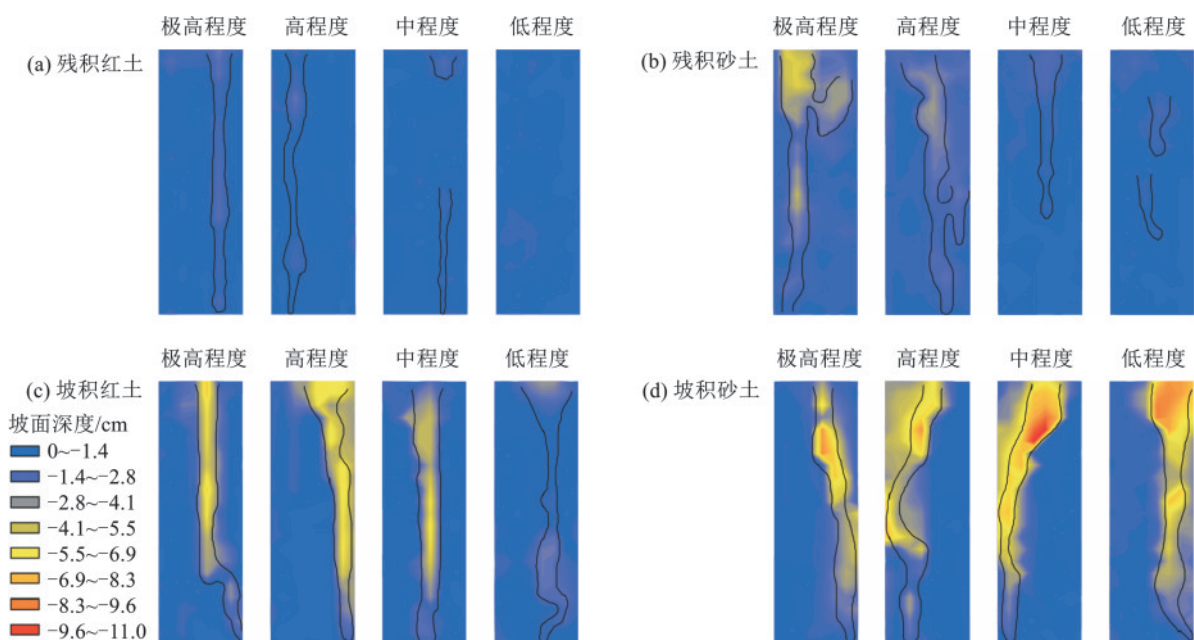 极高程度 高程度 中程度 低程度 极高程度 高程度 中程度 低程度
(a) 残积红土
(b) 残积砂土
极高程度 高程度 中程度 低程度 极高程度 高程度 中程度 低程度
(c) 坡积红土
(d) 坡积砂土
坡面深度/cm
0~−1.4
−1.4~−2.8
−2.8~−4.1
−4.1~−5.5
−5.5~−6.9
−6.9~−8.3
−8.3~−9.6
−9.6~−11.0